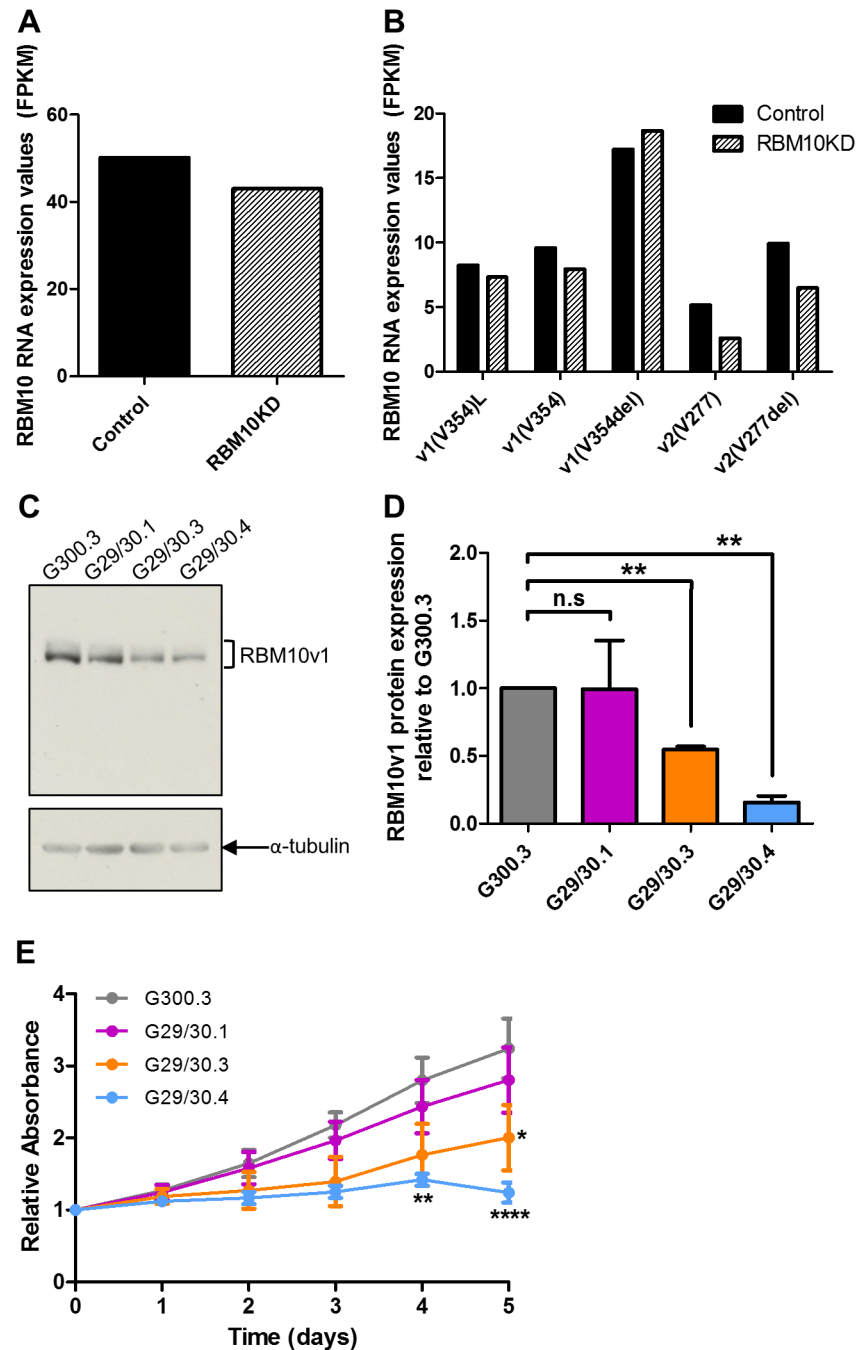 A
RBM10 RNA expression values (FPKM)
60
40
20
0
Control
RBM10KD
B
RBM10 RNA expression values (FPKM)
20
15
10
5
0
Control
RBM10KD
v1(V354)L
v1(V354)
v1(V354del)
v2(V277)
v2(V277del)
C
G300.3
G29/30.1
G29/30.3
G29/30.4
RBM10v1
α-tubulin
D
RBM10v1 protein expression
relative to G300.3
2.0
1.5
1.0
0.5
0.0
**
**
n.s
G300.3
G29/30.1
G29/30.3
G29/30.4
E
Relative Absorbance
4
3
2
1
0
G300.3
G29/30.1
G29/30.3
G29/30.4
*
**
****
0 1 2 3 4 5
Time (days)